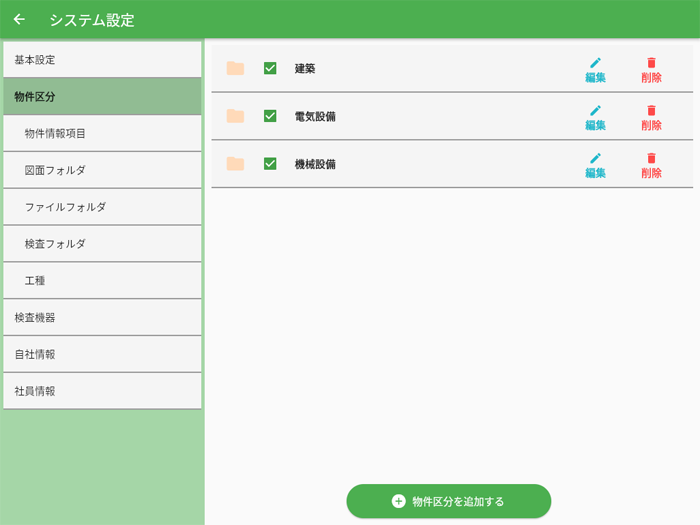 システム設定
基本設定
物件区分
物件情報項目
図面フォルダ
ファイルフォルダ
検査フォルダ
工種
検査機器
自社情報
社員情報
建築
編集
削除
電気設備
編集
削除
機械設備
編集
削除
物件区分を追加する